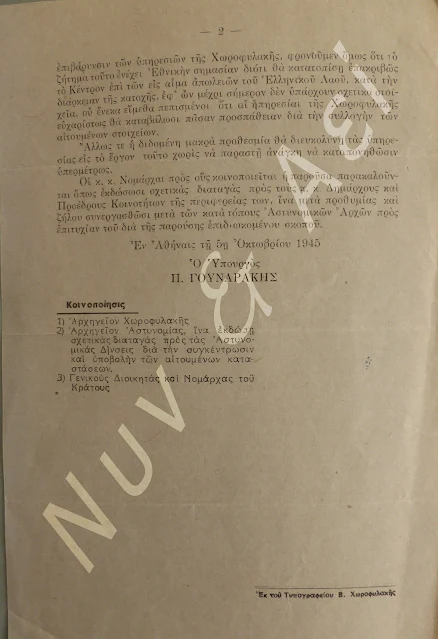 — 2 —
ἐπιβάρυνσιν τῶν ὑπηρεσιῶν τῆς Χωροφυλακῆς, φρονοῦμεν ὅμως ὅτι τὸ
ζήτημα τοῦτο ἐνέχει Ἐθνικὴν σημασίαν διότι θὰ κατατοπίσῃ ἐπακριβῶς
τὸ Κέντρον ἐπὶ τῶν εἰς αἷμα ἀπωλειῶν τοῦ Ἑλληνικοῦ Λαοῦ, κατὰ τὴν
διάρκειαν τῆς κατοχῆς, ἐφ' ὧν μέχρι σήμερον δὲν ὑπάρχουν σχετικὰ στοι-
χεῖα, οὗ ἕνεκα εἴμεθα πεπισμένοι ὅτι αἱ ὑπηρεσίαι τῆς Χωροφυλακῆς
εὐχαρίστως θὰ καταβάλωσι πᾶσαν προσπάθειαν διὰ τὴν συλλογὴν τῶν
αἰτουμένων στοιχείων.
Ἄλλως τε ἡ διδομένη μακρὰ προθεσμία θὰ διευκολύνῃ τὰς ὑπηρε-
σίας εἰς τὸ ἔργον τοῦτο χωρὶς νὰ παραστῇ ἀνάγκη νὰ καταπονηθῶσιν
ὑπερμέτρως.
Οἱ κ. κ. Νομάρχαι πρὸς οὓς κοινοποιεῖται ἡ παροῦσα παρακαλοῦν-
ται ὅπως ἐκδώσωσι σχετικὰς διαταγὰς πρὸς τοὺς κ. κ. Δημάρχους καὶ
Προέδρους Κοινοτήτων τῆς περιφερείας των, ἵνα μετὰ προθυμίας καὶ
ζήλου συνεργασθῶσι μετὰ τῶν κατὰ τόπους Ἀστυνομικῶν Ἀρχῶν πρὸς
ἐπιτυχίαν τοῦ διὰ τῆς παρούσης ἐπιδιωκομένου σκοποῦ.
Ἐν Ἀθήναις τῇ Ὀκτωβρίου 1945
Ὁ Ὑπουργὸς
Π. ΓΟΥΝΑΡΑΚΗΣ
Κοινοποίησις
1) Ἀρχηγεῖον Χωροφυλακῆς
2) Ἀρχηγεῖον Ἀστυνομίας, ἵνα ἐκδώσῃ
σχετικὰς διαταγὰς πρὸς τὰς Ἀστυνο-
μικὰς Δ)νσεις διὰ τὴν συγκέντρωσιν
καὶ ὑποβολὴν τῶν αἰτουμένων κατα-
στάσεων.
3) Γενικοὺς Διοικητὰς καὶ Νομάρχας τοῦ
Κράτους
Ἐκ τοῦ Τυπογραφείου Β. Χωροφυλακῆς